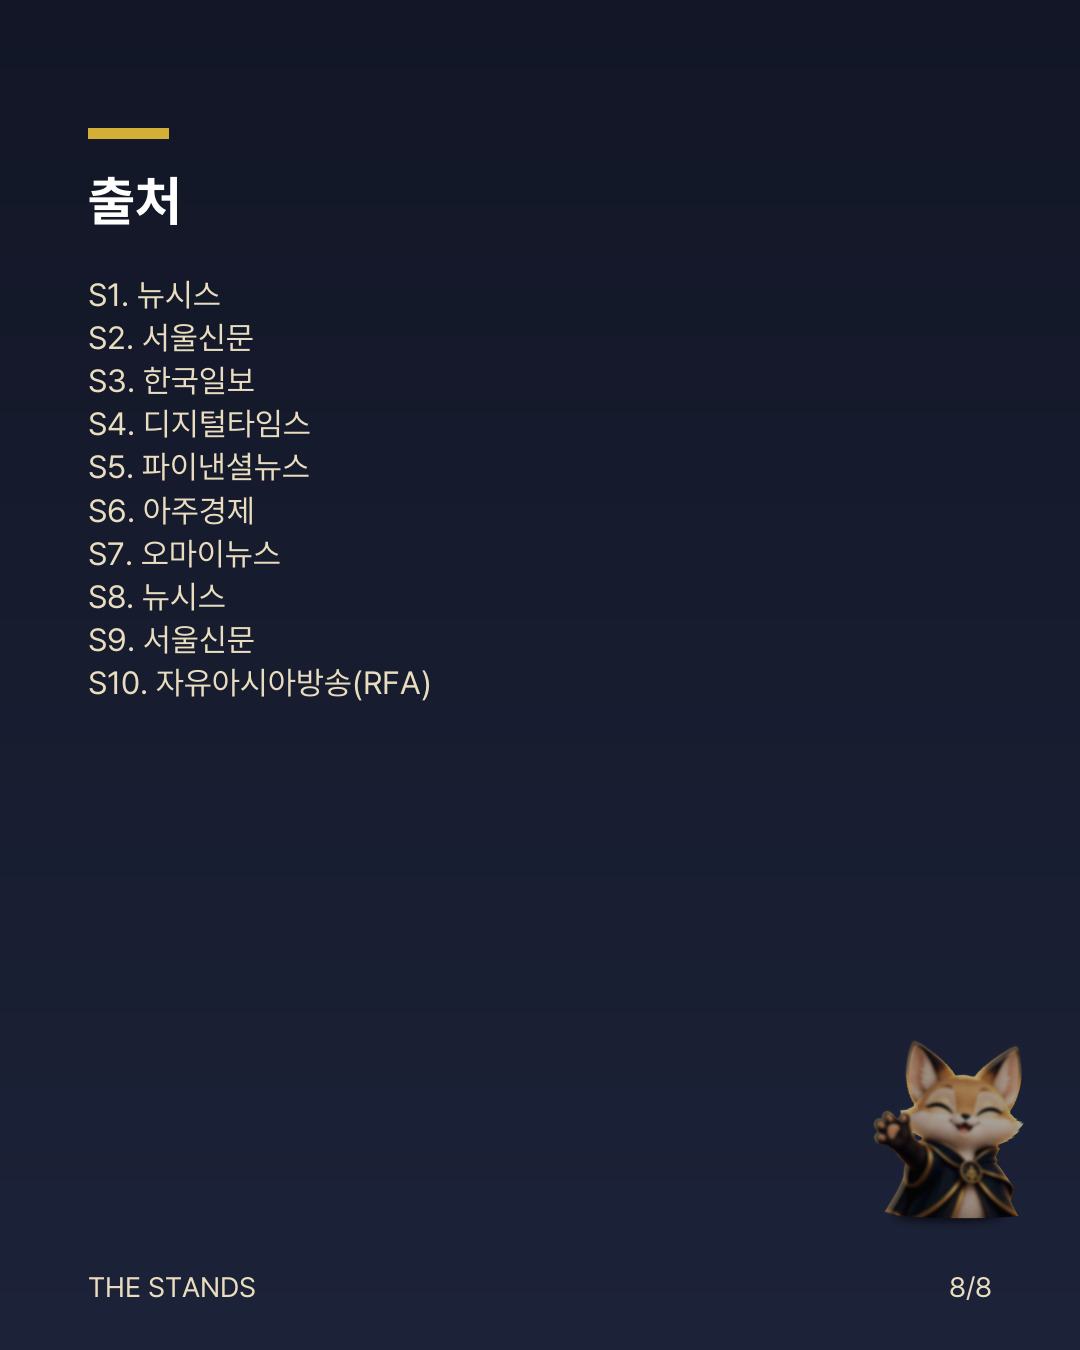 출처
S1. 뉴시스
S2. 서울신문
S3. 한국일보
S4. 디지털타임스
S5. 파이낸셜뉴스
S6. 아주경제
S7. 오마이뉴스
S8. 뉴시스
S9. 서울신문
S10. 자유아시아방송(RFA)
THE STANDS
8/8